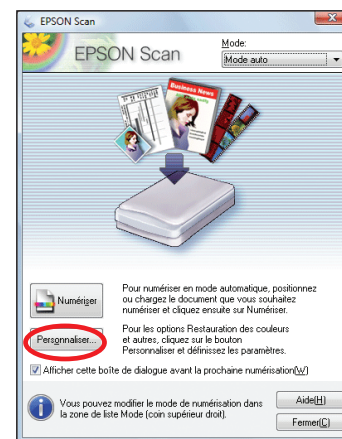 EPSON Scan
EPSON Scan
Mode:
Mode auto
Business News
Numériser
Pour numériser en mode automatique, positionnez
ou chargez le document que vous souhaitez
numériser et cliquez ensuite sur Numériser.
Personnaliser...
Pour les options Restauration des couleurs
et autres, cliquez sur le bouton
Personnaliser et définissez les paramètres.
Afficher cette boîte de dialogue avant la prochaine numérisation(W)
Vous pouvez modifier le mode de numérisation dans
la zone de liste Mode (coin supérieur droit).
Aide(H)
Fermer(C)